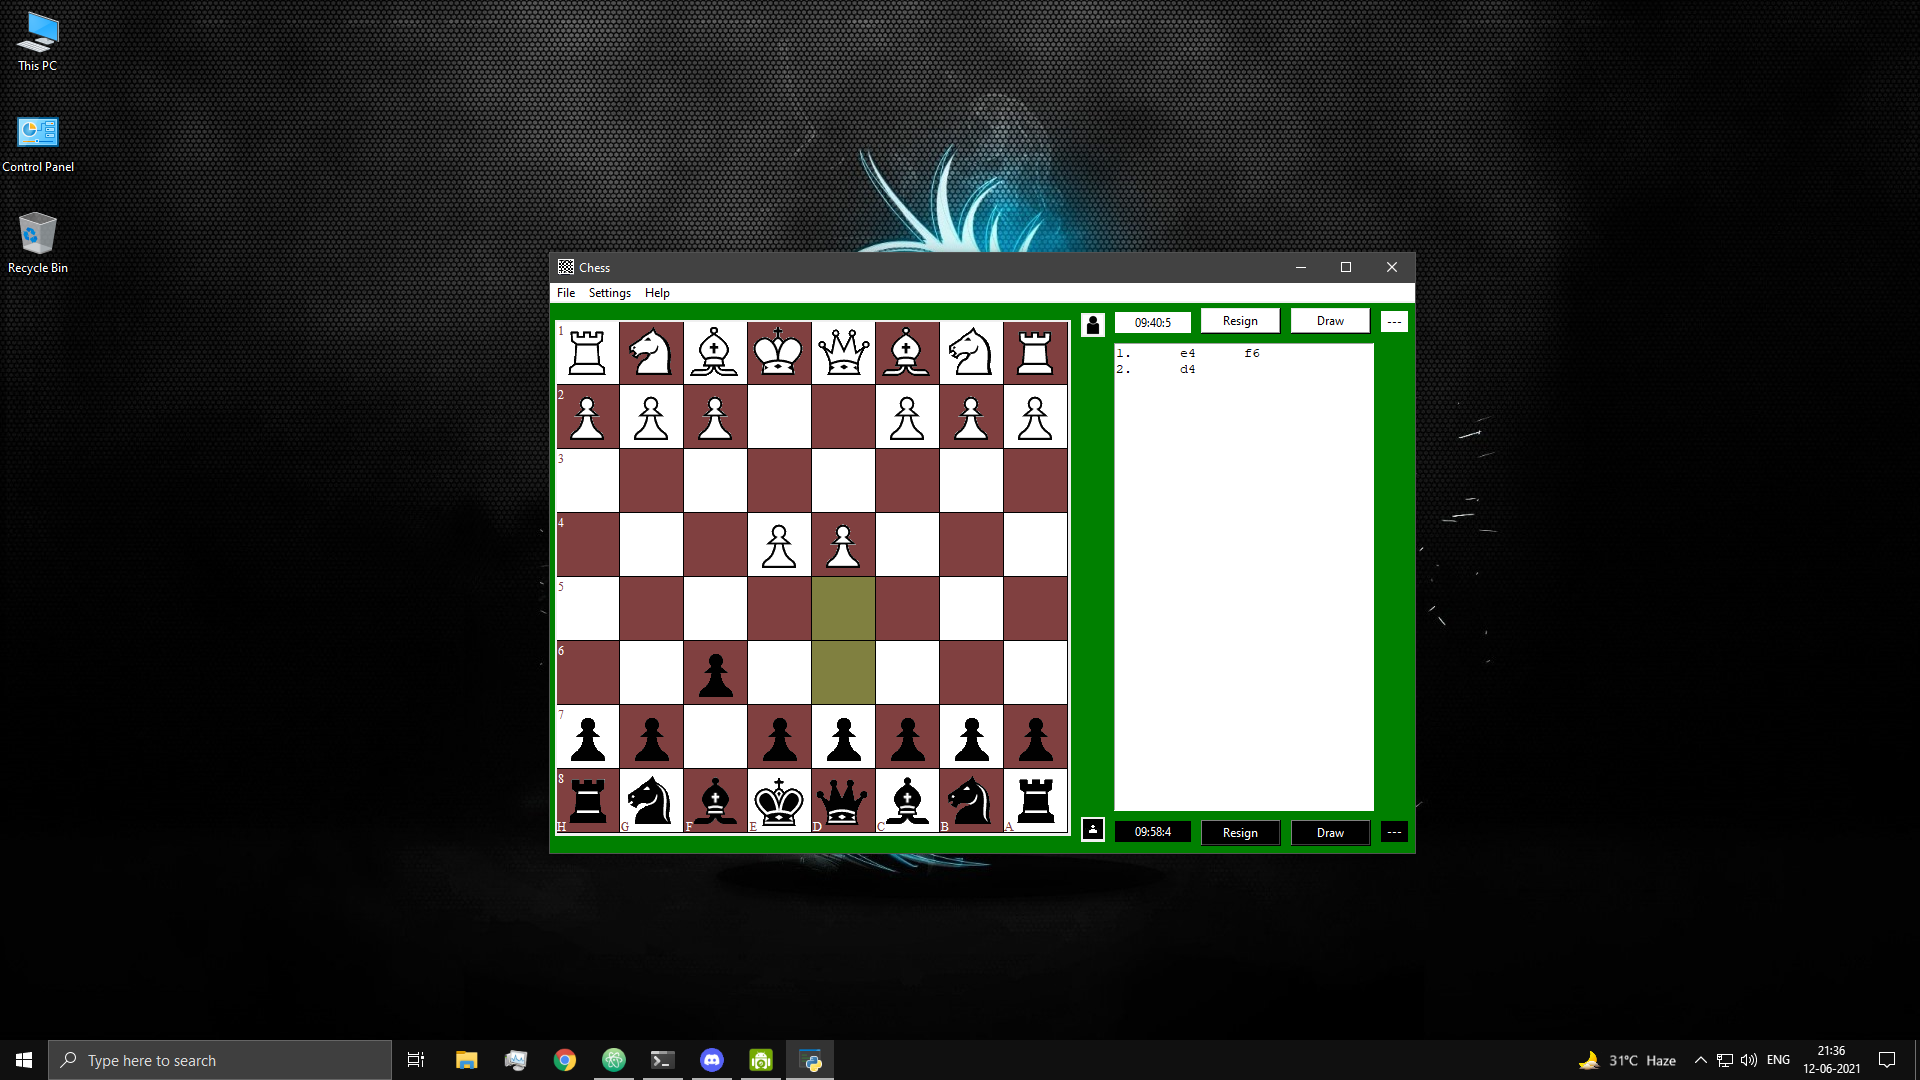 This PC
Control Panel
Recycle Bin
Chess
File Settings Help
09:40:5 Resign Draw ---
1. e4 f6
2. d4
1
2
3
4
5
6
7
8
H G F E D C B A
09:58:4 Resign Draw ---
Type here to search
31°C Haze
ENG
21:36
12-06-2021